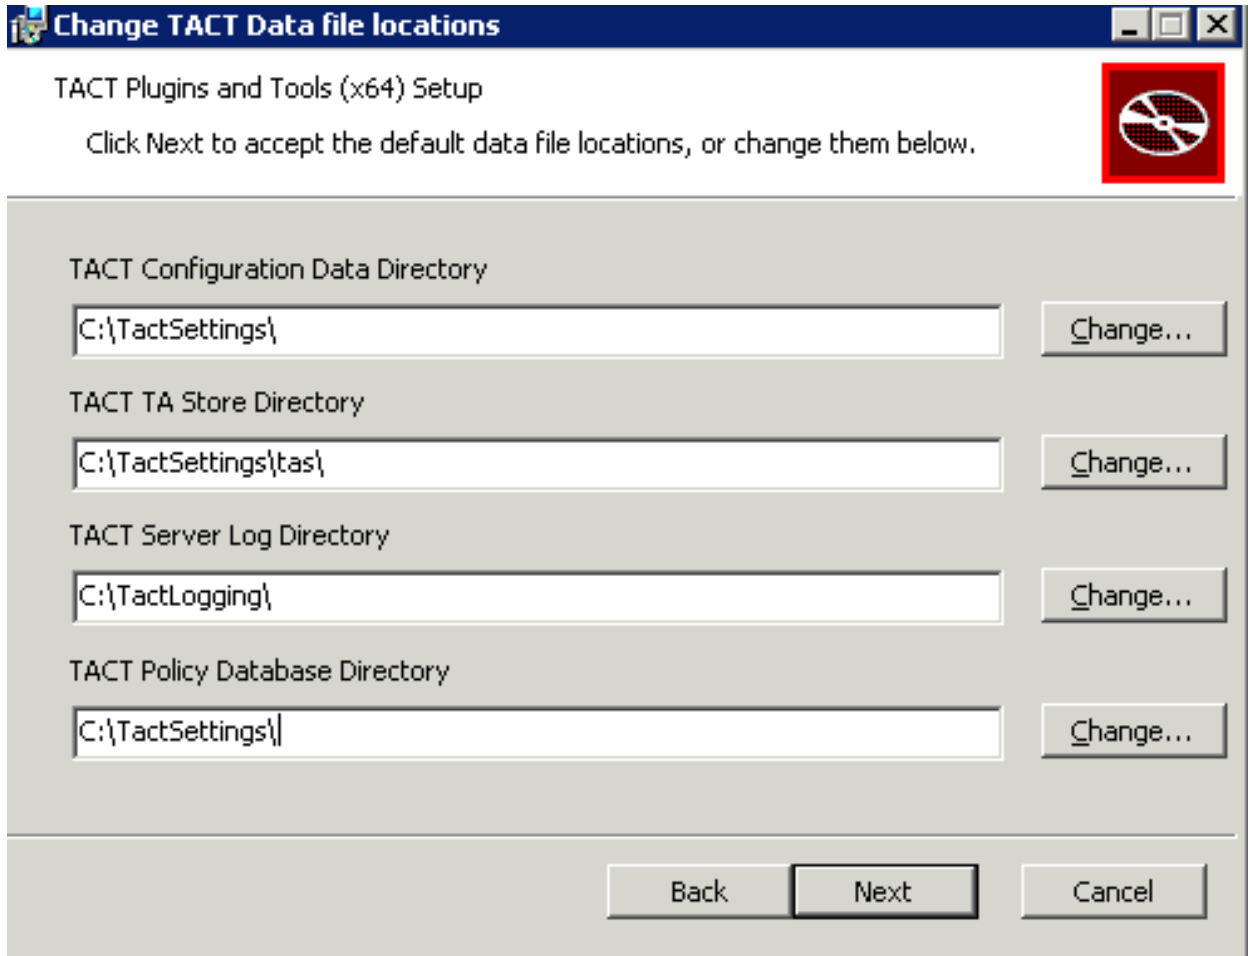 Change TACT Data file locations
TACT Plugins and Tools (x64) Setup
Click Next to accept the default data file locations, or change them below.
TACT Configuration Data Directory
C:\TactSettings\
Change...
TACT TA Store Directory
C:\TactSettings\tas\
Change...
TACT Server Log Directory
C:\TactLogging\
Change...
TACT Policy Database Directory
C:\TactSettings\
Change...
Back
Next
Cancel